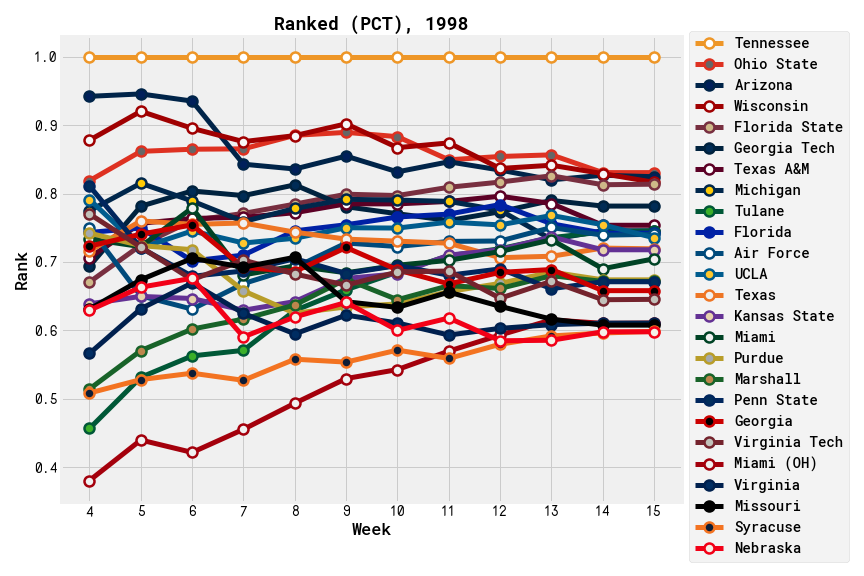 Ranked (PCT), 1998
1.0
0.9
0.8
0.7
0.6
0.5
0.4
Rank
4 5 6 7 8 9 10 11 12 13 14 15
Week
Tennessee
Ohio State
Arizona
Wisconsin
Florida State
Georgia Tech
Texas A&M
Michigan
Tulane
Florida
Air Force
UCLA
Texas
Kansas State
Miami
Purdue
Marshall
Penn State
Georgia
Virginia Tech
Miami (OH)
Virginia
Missouri
Syracuse
Nebraska